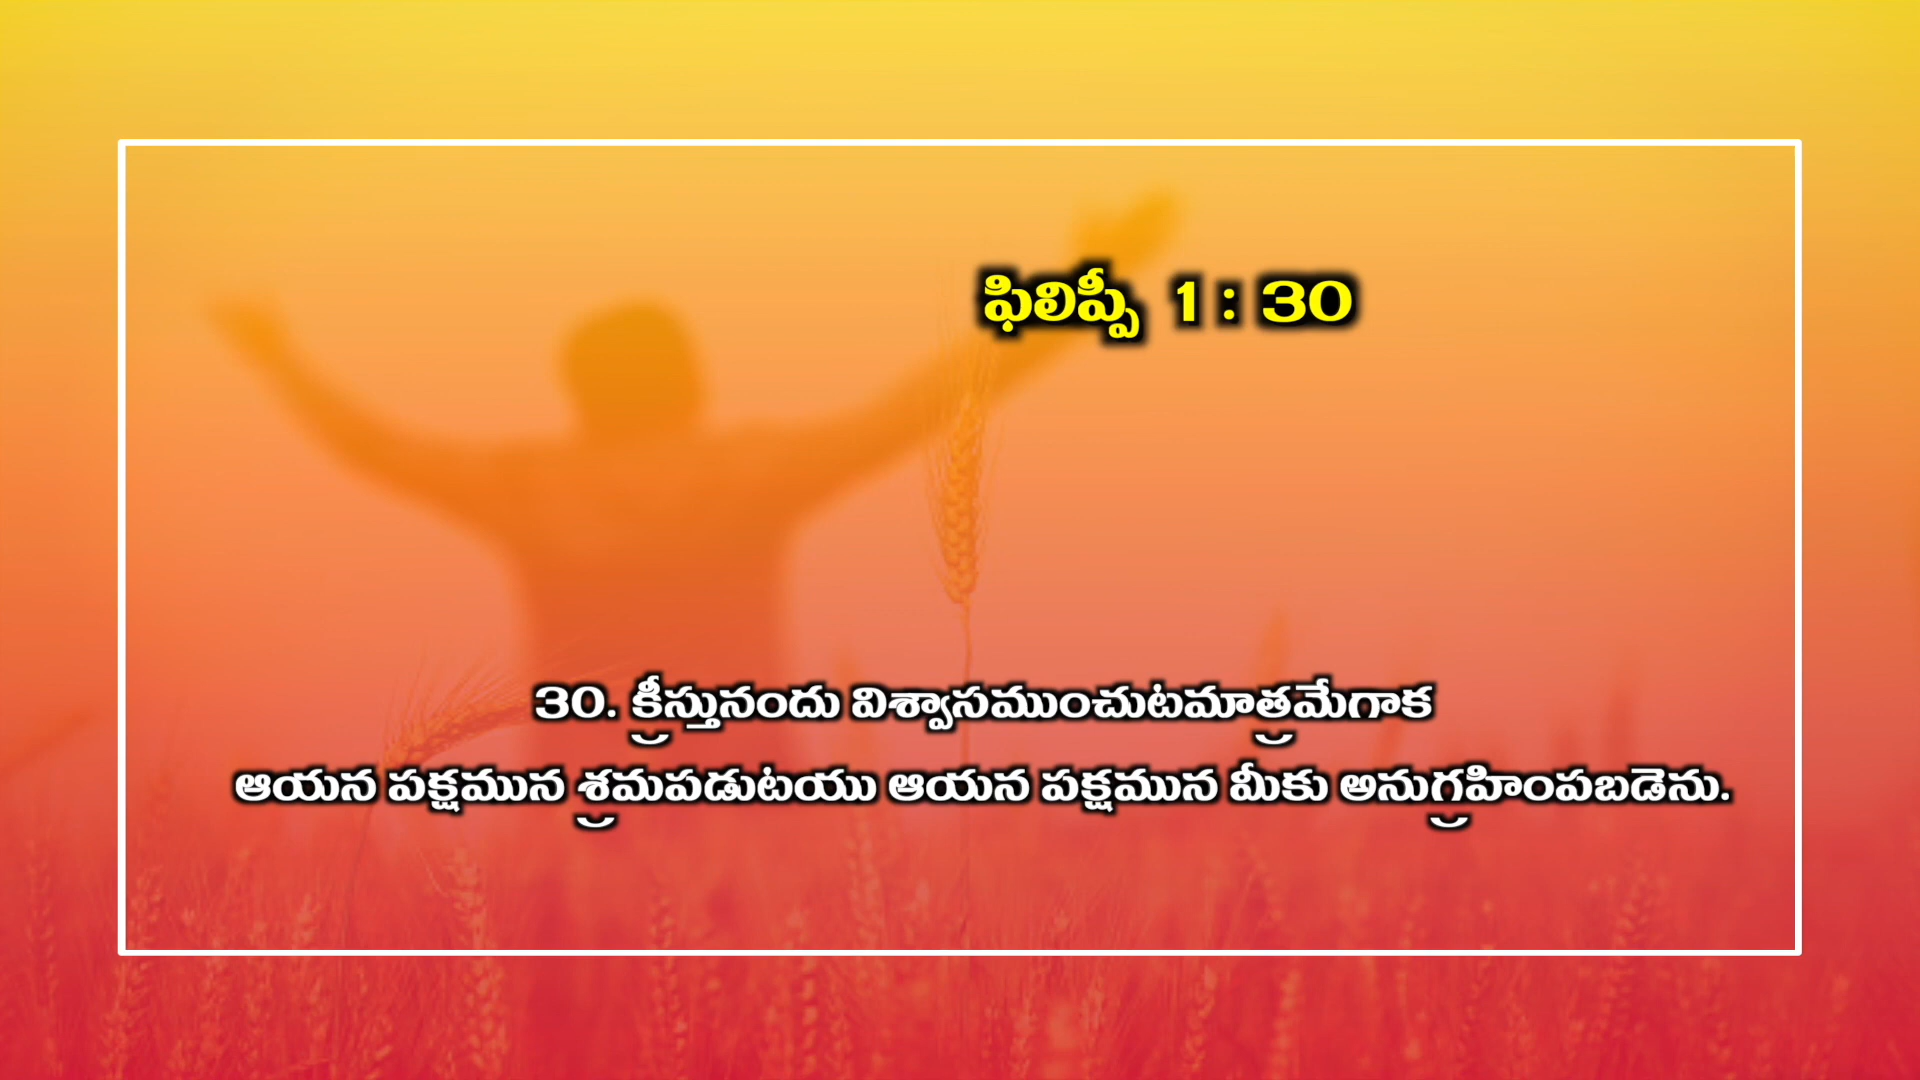 ఫిలిప్పీ 1 : 30
30. క్రీస్తునందు విశ్వాసముంచుటమాత్రమేగాక
ఆయన పక్షమున శ్రమపడుటయు ఆయన పక్షమున మీకు అనుగ్రహింపబడెను.